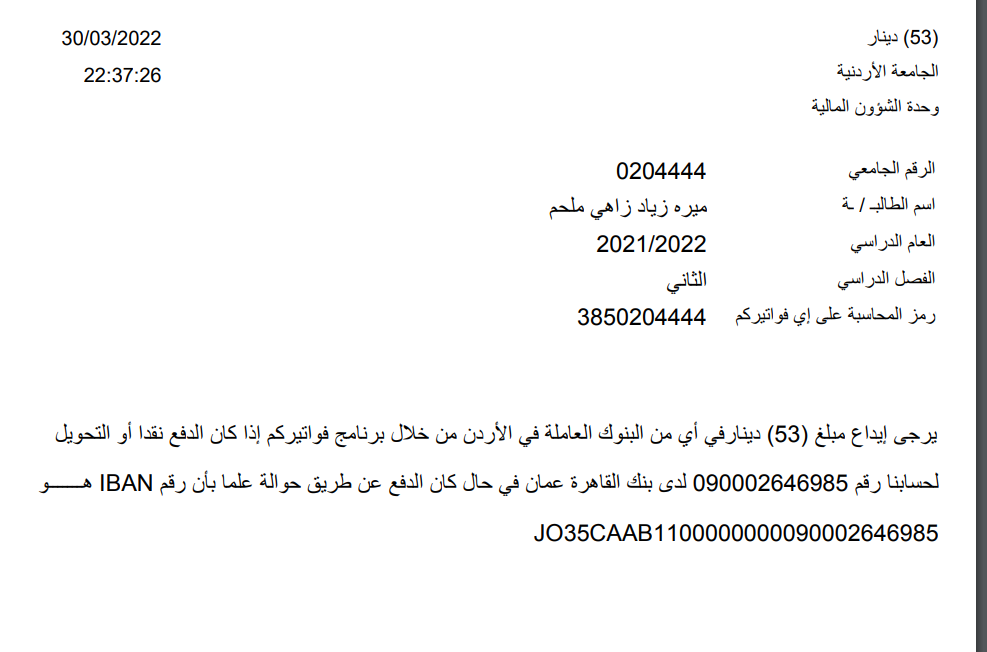 (53) دينار
30/03/2022
الجامعة الأردنية
22:37:26
وحدة الشؤون المالية
الرقم الجامعي 0204444
اسم الطالبـ / ـة ميره زياد زاهي ملحم
العام الدراسي 2021/2022
الفصل الدراسي الثاني
رمز المحاسبة على إي فواتيركم 3850204444
يرجى إيداع مبلغ (53) دينارفي أي من البنوك العاملة في الأردن من خلال برنامج فواتيركم إذا كان الدفع نقدا أو التحويل
لحسابنا رقم 090002646985 لدى بنك القاهرة عمان في حال كان الدفع عن طريق حوالة علما بأن رقم IBAN هـــــو
JO35CAAB1100000000090002646985